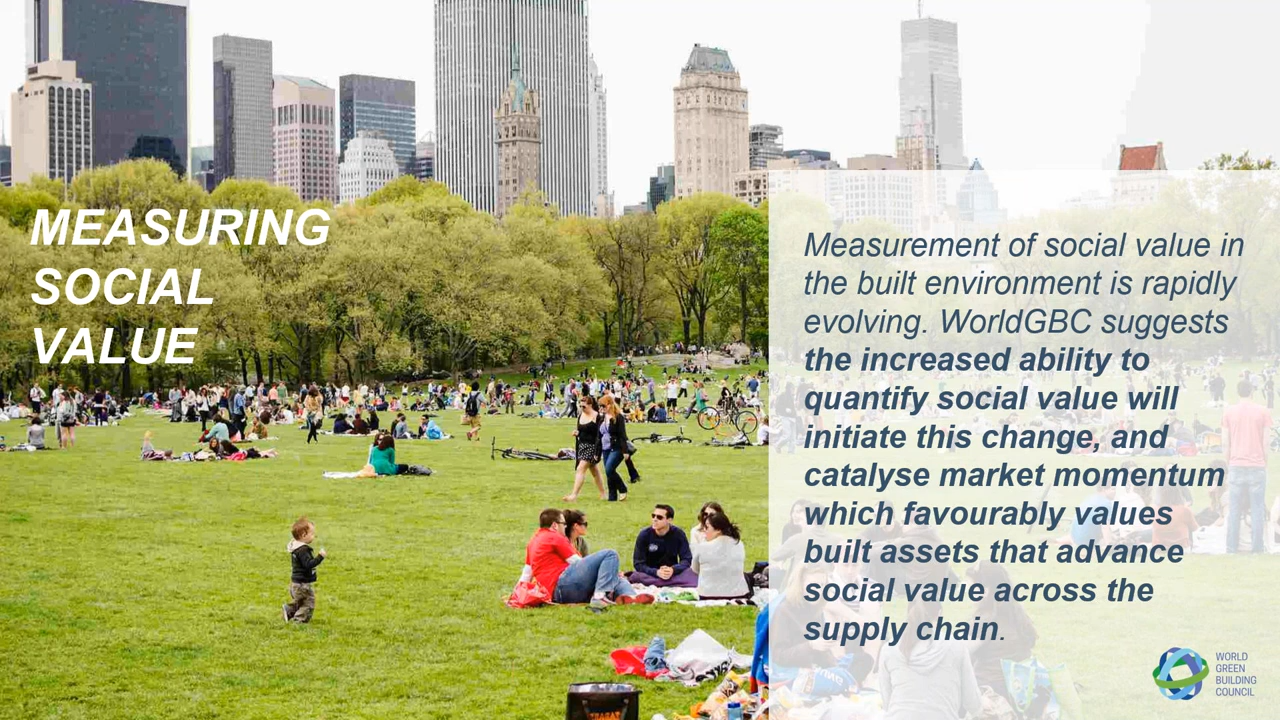 MEASURING
SOCIAL
VALUE
Measurement of social value in
the built environment is rapidly
evolving. WorldGBC suggests
the increased ability to
quantify social value will
initiate this change, and
catalyse market momentum
which favourably values
built assets that advance
social value across the
supply chain.
WORLD
GREEN
BUILDING
COUNCIL